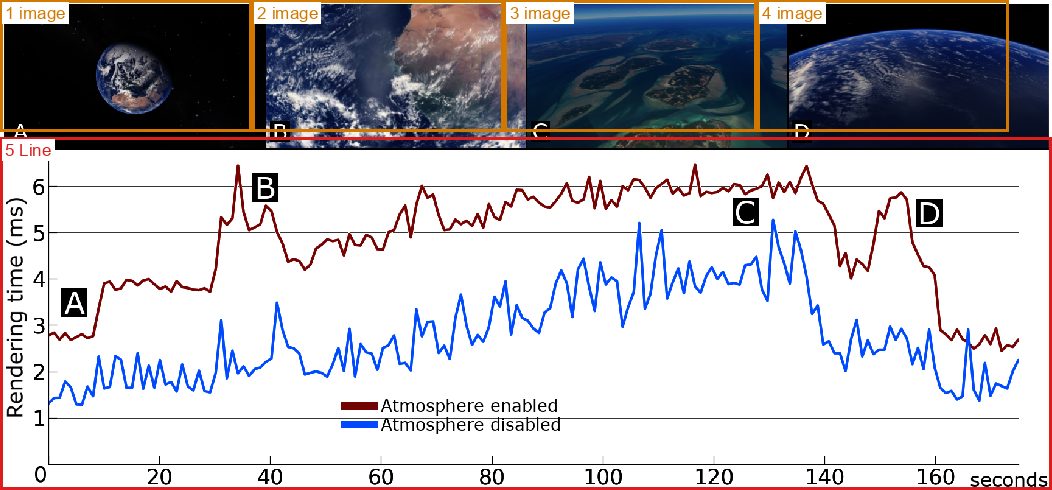 1 image
2 image
3 image
4 image
A
B
C
D
5 Line
Rendering time (ms)
6
5
4
3
2
1
0
A
B
C
D
Atmosphere enabled
Atmosphere disabled
20
40
60
80
100
120
140
160
seconds